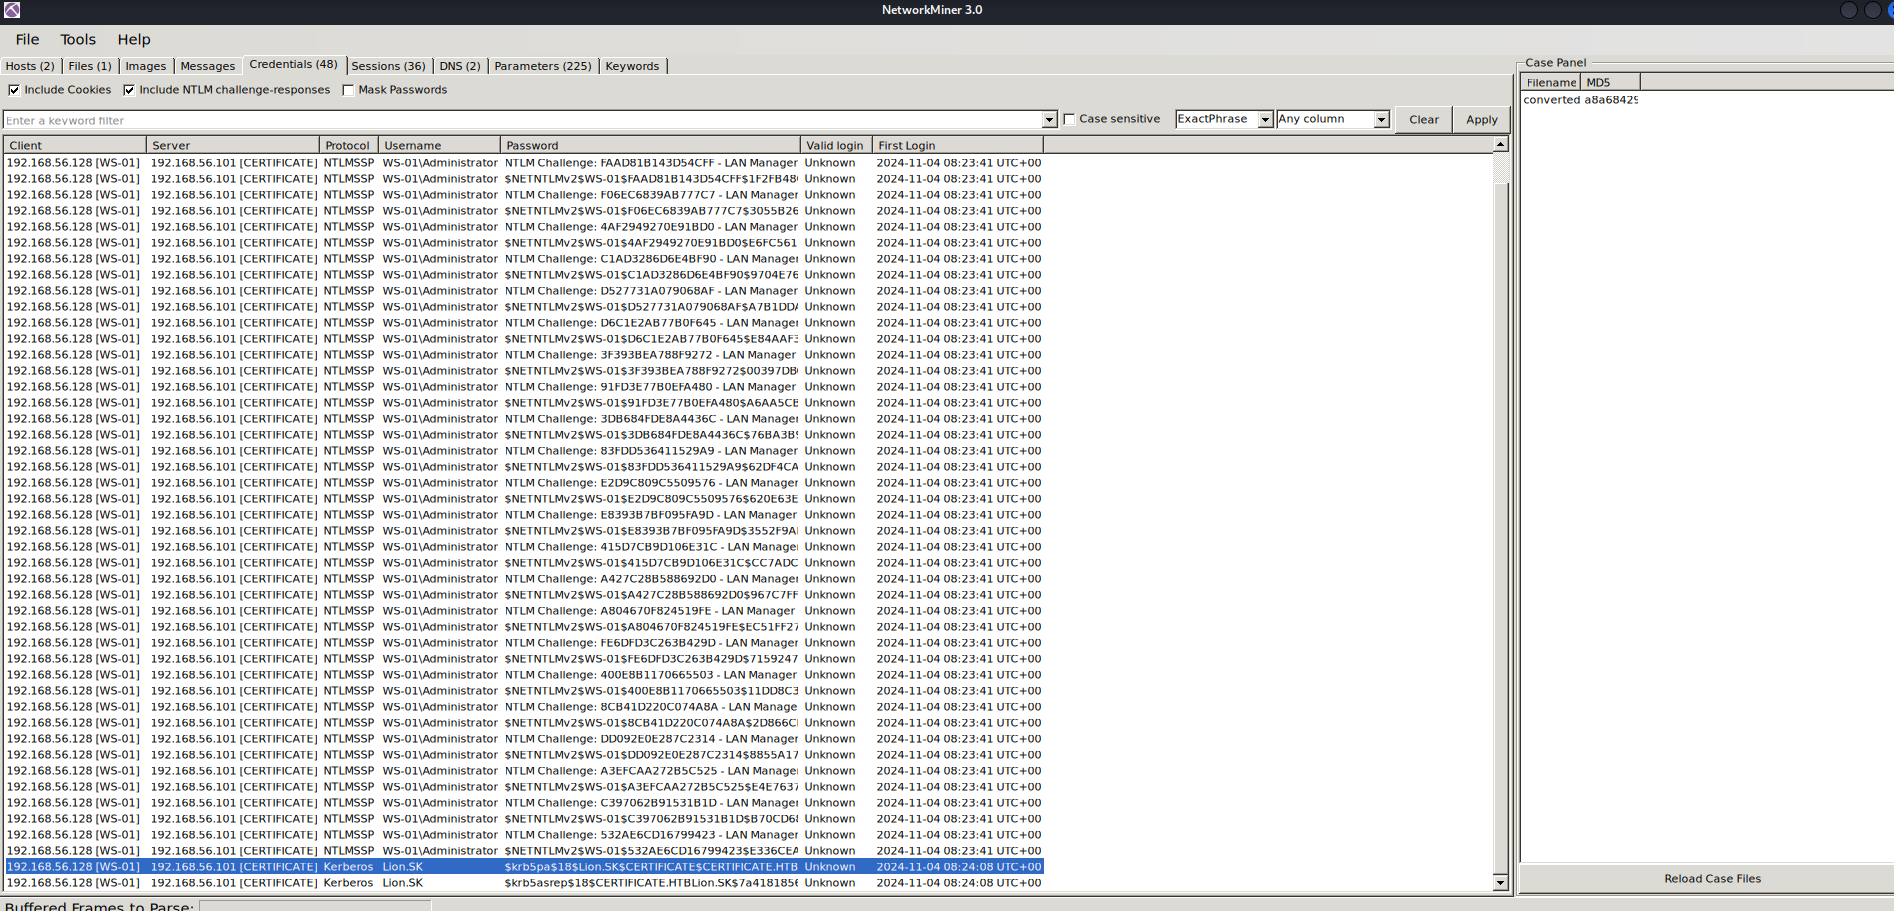 NetworkMiner 3.0
File Tools Help
Hosts (2) Files (1) Images Messages Credentials (48) Sessions (36) DNS (2) Parameters (225) Keywords
Case Panel
Include Cookies Include NTLM challenge-responses Mask Passwords
Filename MD5
converted a8a68429
Enter a keyword filter Case sensitive ExactPhrase Any column Clear Apply
Client Server Protocol Username Password Valid login First Login
192.168.56.128 [WS-01] 192.168.56.101 [CERTIFICATE] NTLMSSP WS-01\Administrator NTLM Challenge: FAAD81B143D54CFF - LAN Manager Unknown 2024-11-04 08:23:41 UTC+00
192.168.56.128 [WS-01] 192.168.56.101 [CERTIFICATE] NTLMSSP WS-01\Administrator $NETNTLMv2$WS-01$FAAD81B143D54CFF$1F2FB48 Unknown 2024-11-04 08:23:41 UTC+00
192.168.56.128 [WS-01] 192.168.56.101 [CERTIFICATE] NTLMSSP WS-01\Administrator NTLM Challenge: F06EC6839AB777C7 - LAN Manager Unknown 2024-11-04 08:23:41 UTC+00
192.168.56.128 [WS-01] 192.168.56.101 [CERTIFICATE] NTLMSSP WS-01\Administrator $NETNTLMv2$WS-01$F06EC6839AB777C7$3055B26 Unknown 2024-11-04 08:23:41 UTC+00
192.168.56.128 [WS-01] 192.168.56.101 [CERTIFICATE] NTLMSSP WS-01\Administrator NTLM Challenge: 4AF2949270E91BD0 - LAN Manager Unknown 2024-11-04 08:23:41 UTC+00
192.168.56.128 [WS-01] 192.168.56.101 [CERTIFICATE] NTLMSSP WS-01\Administrator $NETNTLMv2$WS-01$4AF2949270E91BD0$E6FC561 Unknown 2024-11-04 08:23:41 UTC+00
192.168.56.128 [WS-01] 192.168.56.101 [CERTIFICATE] NTLMSSP WS-01\Administrator NTLM Challenge: C1AD3286D6E4BF90 - LAN Manager Unknown 2024-11-04 08:23:41 UTC+00
192.168.56.128 [WS-01] 192.168.56.101 [CERTIFICATE] NTLMSSP WS-01\Administrator $NETNTLMv2$WS-01$C1AD3286D6E4BF90$9704E76 Unknown 2024-11-04 08:23:41 UTC+00
192.168.56.128 [WS-01] 192.168.56.101 [CERTIFICATE] NTLMSSP WS-01\Administrator NTLM Challenge: D527731A079068AF - LAN Manager Unknown 2024-11-04 08:23:41 UTC+00
192.168.56.128 [WS-01] 192.168.56.101 [CERTIFICATE] NTLMSSP WS-01\Administrator $NETNTLMv2$WS-01$D527731A079068AF$A7B1DD Unknown 2024-11-04 08:23:41 UTC+00
192.168.56.128 [WS-01] 192.168.56.101 [CERTIFICATE] NTLMSSP WS-01\Administrator NTLM Challenge: D6C1E2AB77B0F645 - LAN Manager Unknown 2024-11-04 08:23:41 UTC+00
192.168.56.128 [WS-01] 192.168.56.101 [CERTIFICATE] NTLMSSP WS-01\Administrator $NETNTLMv2$WS-01$D6C1E2AB77B0F645$E84AAF3 Unknown 2024-11-04 08:23:41 UTC+00
192.168.56.128 [WS-01] 192.168.56.101 [CERTIFICATE] NTLMSSP WS-01\Administrator NTLM Challenge: 3F393BEA788F9272 - LAN Manager Unknown 2024-11-04 08:23:41 UTC+00
192.168.56.128 [WS-01] 192.168.56.101 [CERTIFICATE] NTLMSSP WS-01\Administrator $NETNTLMv2$WS-01$3F393BEA788F9272$00397DB Unknown 2024-11-04 08:23:41 UTC+00
192.168.56.128 [WS-01] 192.168.56.101 [CERTIFICATE] NTLMSSP WS-01\Administrator NTLM Challenge: 91FD3E77B0EFA480 - LAN Manager Unknown 2024-11-04 08:23:41 UTC+00
192.168.56.128 [WS-01] 192.168.56.101 [CERTIFICATE] NTLMSSP WS-01\Administrator $NETNTLMv2$WS-01$91FD3E77B0EFA480$A6AA5CB Unknown 2024-11-04 08:23:41 UTC+00
192.168.56.128 [WS-01] 192.168.56.101 [CERTIFICATE] NTLMSSP WS-01\Administrator NTLM Challenge: 3DB684FDE8A4436C - LAN Manager Unknown 2024-11-04 08:23:41 UTC+00
192.168.56.128 [WS-01] 192.168.56.101 [CERTIFICATE] NTLMSSP WS-01\Administrator $NETNTLMv2$WS-01$3DB684FDE8A4436C$76BA3B9 Unknown 2024-11-04 08:23:41 UTC+00
192.168.56.128 [WS-01] 192.168.56.101 [CERTIFICATE] NTLMSSP WS-01\Administrator NTLM Challenge: 83FDD536411529A9 - LAN Manager Unknown 2024-11-04 08:23:41 UTC+00
192.168.56.128 [WS-01] 192.168.56.101 [CERTIFICATE] NTLMSSP WS-01\Administrator $NETNTLMv2$WS-01$83FDD536411529A9$62DF4CA Unknown 2024-11-04 08:23:41 UTC+00
192.168.56.128 [WS-01] 192.168.56.101 [CERTIFICATE] NTLMSSP WS-01\Administrator NTLM Challenge: E2D9C809C5509576 - LAN Manager Unknown 2024-11-04 08:23:41 UTC+00
192.168.56.128 [WS-01] 192.168.56.101 [CERTIFICATE] NTLMSSP WS-01\Administrator $NETNTLMv2$WS-01$E2D9C809C5509576$620E63E Unknown 2024-11-04 08:23:41 UTC+00
192.168.56.128 [WS-01] 192.168.56.101 [CERTIFICATE] NTLMSSP WS-01\Administrator NTLM Challenge: E8393B7BF095FA9D - LAN Manager Unknown 2024-11-04 08:23:41 UTC+00
192.168.56.128 [WS-01] 192.168.56.101 [CERTIFICATE] NTLMSSP WS-01\Administrator $NETNTLMv2$WS-01$E8393B7BF095FA9D$3552F9A Unknown 2024-11-04 08:23:41 UTC+00
192.168.56.128 [WS-01] 192.168.56.101 [CERTIFICATE] NTLMSSP WS-01\Administrator NTLM Challenge: 415D7CB9D106E31C - LAN Manager Unknown 2024-11-04 08:23:41 UTC+00
192.168.56.128 [WS-01] 192.168.56.101 [CERTIFICATE] NTLMSSP WS-01\Administrator $NETNTLMv2$WS-01$415D7CB9D106E31C$CC7ADC Unknown 2024-11-04 08:23:41 UTC+00
192.168.56.128 [WS-01] 192.168.56.101 [CERTIFICATE] NTLMSSP WS-01\Administrator NTLM Challenge: A427C28B588692D0 - LAN Manager Unknown 2024-11-04 08:23:41 UTC+00
192.168.56.128 [WS-01] 192.168.56.101 [CERTIFICATE] NTLMSSP WS-01\Administrator $NETNTLMv2$WS-01$A427C28B588692D0$967C7FF Unknown 2024-11-04 08:23:41 UTC+00
192.168.56.128 [WS-01] 192.168.56.101 [CERTIFICATE] NTLMSSP WS-01\Administrator NTLM Challenge: A804670F824519FE - LAN Manager Unknown 2024-11-04 08:23:41 UTC+00
192.168.56.128 [WS-01] 192.168.56.101 [CERTIFICATE] NTLMSSP WS-01\Administrator $NETNTLMv2$WS-01$A804670F824519FE$EC51FF27 Unknown 2024-11-04 08:23:41 UTC+00
192.168.56.128 [WS-01] 192.168.56.101 [CERTIFICATE] NTLMSSP WS-01\Administrator NTLM Challenge: FE6DFD3C263B429D - LAN Manager Unknown 2024-11-04 08:23:41 UTC+00
192.168.56.128 [WS-01] 192.168.56.101 [CERTIFICATE] NTLMSSP WS-01\Administrator $NETNTLMv2$WS-01$FE6DFD3C263B429D$7159247 Unknown 2024-11-04 08:23:41 UTC+00
192.168.56.128 [WS-01] 192.168.56.101 [CERTIFICATE] NTLMSSP WS-01\Administrator NTLM Challenge: 400E8B1170665503 - LAN Manager Unknown 2024-11-04 08:23:41 UTC+00
192.168.56.128 [WS-01] 192.168.56.101 [CERTIFICATE] NTLMSSP WS-01\Administrator $NETNTLMv2$WS-01$400E8B1170665503$11DD8C3 Unknown 2024-11-04 08:23:41 UTC+00
192.168.56.128 [WS-01] 192.168.56.101 [CERTIFICATE] NTLMSSP WS-01\Administrator NTLM Challenge: 8CB41D220C074A8A - LAN Manager Unknown 2024-11-04 08:23:41 UTC+00
192.168.56.128 [WS-01] 192.168.56.101 [CERTIFICATE] NTLMSSP WS-01\Administrator $NETNTLMv2$WS-01$8CB41D220C074A8A$2D866C Unknown 2024-11-04 08:23:41 UTC+00
192.168.56.128 [WS-01] 192.168.56.101 [CERTIFICATE] NTLMSSP WS-01\Administrator NTLM Challenge: DD092E0E287C2314 - LAN Manager Unknown 2024-11-04 08:23:41 UTC+00
192.168.56.128 [WS-01] 192.168.56.101 [CERTIFICATE] NTLMSSP WS-01\Administrator $NETNTLMv2$WS-01$DD092E0E287C2314$8855A17 Unknown 2024-11-04 08:23:41 UTC+00
192.168.56.128 [WS-01] 192.168.56.101 [CERTIFICATE] NTLMSSP WS-01\Administrator NTLM Challenge: A3EFCAA272B5C525 - LAN Manager Unknown 2024-11-04 08:23:41 UTC+00
192.168.56.128 [WS-01] 192.168.56.101 [CERTIFICATE] NTLMSSP WS-01\Administrator $NETNTLMv2$WS-01$A3EFCAA272B5C525$E4E7637 Unknown 2024-11-04 08:23:41 UTC+00
192.168.56.128 [WS-01] 192.168.56.101 [CERTIFICATE] NTLMSSP WS-01\Administrator NTLM Challenge: C397062B91531B1D - LAN Manager Unknown 2024-11-04 08:23:41 UTC+00
192.168.56.128 [WS-01] 192.168.56.101 [CERTIFICATE] NTLMSSP WS-01\Administrator $NETNTLMv2$WS-01$C397062B91531B1D$B70CD68 Unknown 2024-11-04 08:23:41 UTC+00
192.168.56.128 [WS-01] 192.168.56.101 [CERTIFICATE] NTLMSSP WS-01\Administrator NTLM Challenge: 532AE6CD16799423 - LAN Manager Unknown 2024-11-04 08:23:41 UTC+00
192.168.56.128 [WS-01] 192.168.56.101 [CERTIFICATE] NTLMSSP WS-01\Administrator $NETNTLMv2$WS-01$532AE6CD16799423$E336CEA Unknown 2024-11-04 08:23:41 UTC+00
192.168.56.128 [WS-01] 192.168.56.101 [CERTIFICATE] Kerberos Lion.SK $krb5pa$18$Lion.SK$CERTIFICATE$CERTIFICATE.HTB Unknown 2024-11-04 08:24:08 UTC+00
192.168.56.128 [WS-01] 192.168.56.101 [CERTIFICATE] Kerberos Lion.SK $krb5asrep$18$CERTIFICATE.HTBLion.SK$7a4181856 Unknown 2024-11-04 08:24:08 UTC+00
Reload Case Files
Buffered Frames to Parse: